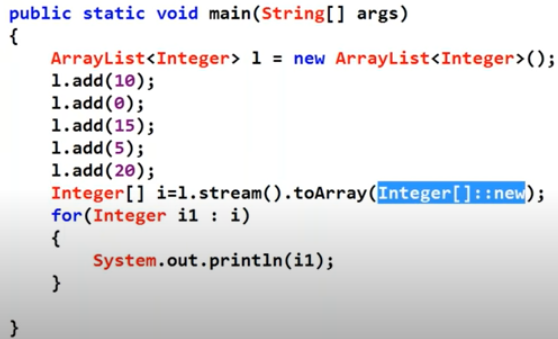 public static void main(String[] args)
{
ArrayList<Integer> l = new ArrayList<Integer>();
l.add(10);
l.add(0);
l.add(15);
l.add(5);
l.add(20);
Integer[] i=l.stream().toArray(Integer[]::new);
for(Integer i1 : i)
{
System.out.println(i1);
}
}